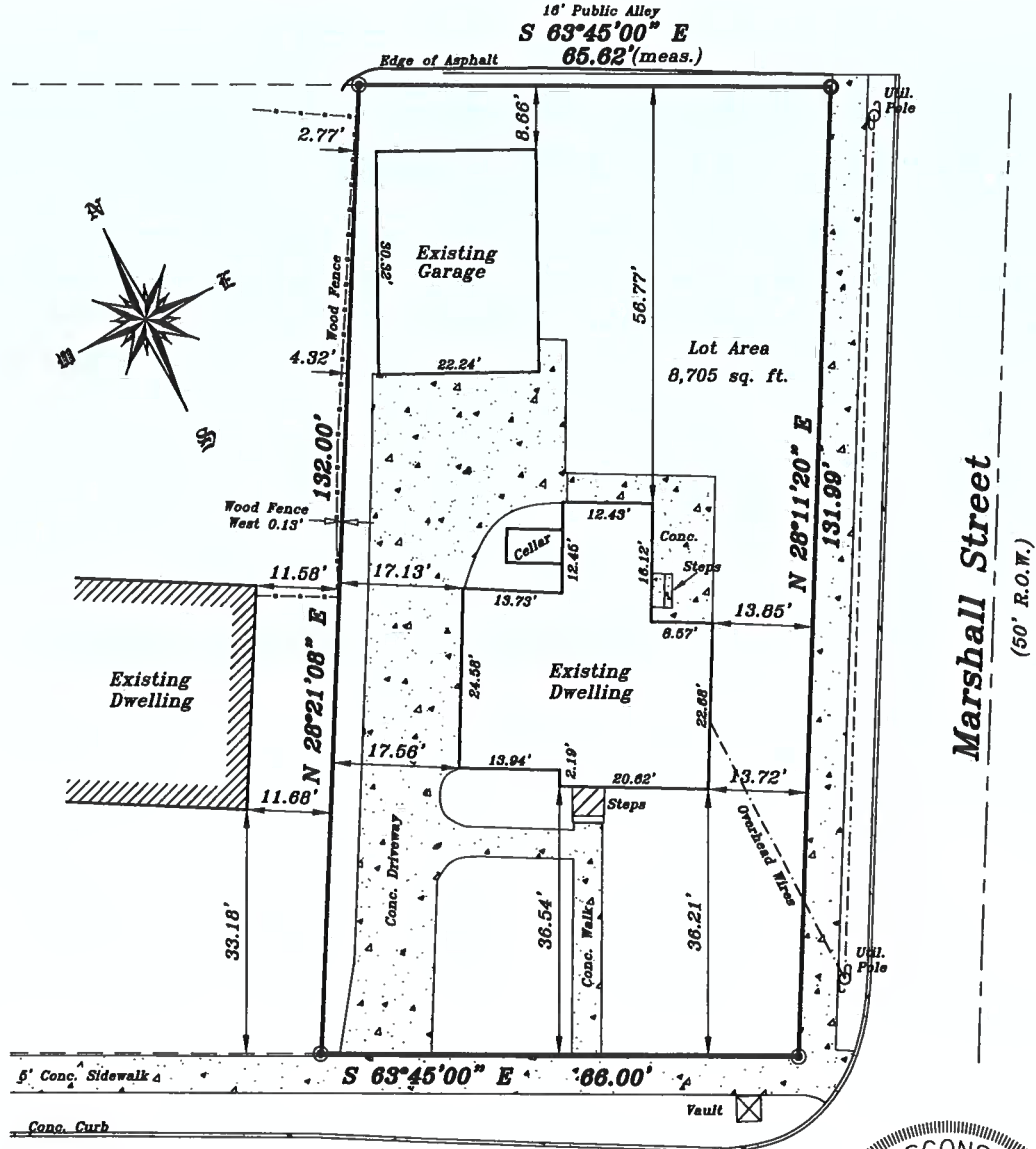 16' Public Alley
S 63°45'00" E
65.62'(meas.)
Edge of Asphalt
Util.
Pole
2.77'
8.66'
N
E
W
S
Existing
Garage
30.32'
Wood Fence
56.77'
4.32'
22.24'
Lot Area
8,705 sq. ft.
132.00'
N 28°11'20" E
131.99'
Marshall Street
(50' R.O.W.)
Wood Fence
West 0.13'
12.43'
Conc.
Cellar
12.45'
16.12'
Steps
11.58'
17.13'
13.73'
13.85'
8.57'
N 28°21'08" E
Existing
Dwelling
24.58'
Existing
Dwelling
22.68'
17.56'
13.94'
2.19'
20.62'
13.72'
11.68'
Steps
Overhead Wires
Conc. Driveway
33.18'
36.54'
Conc. Walk
36.21'
Util.
Pole
5' Conc. Sidewalk
S 63°45'00" E 66.00'
Vault
Conc. Curb